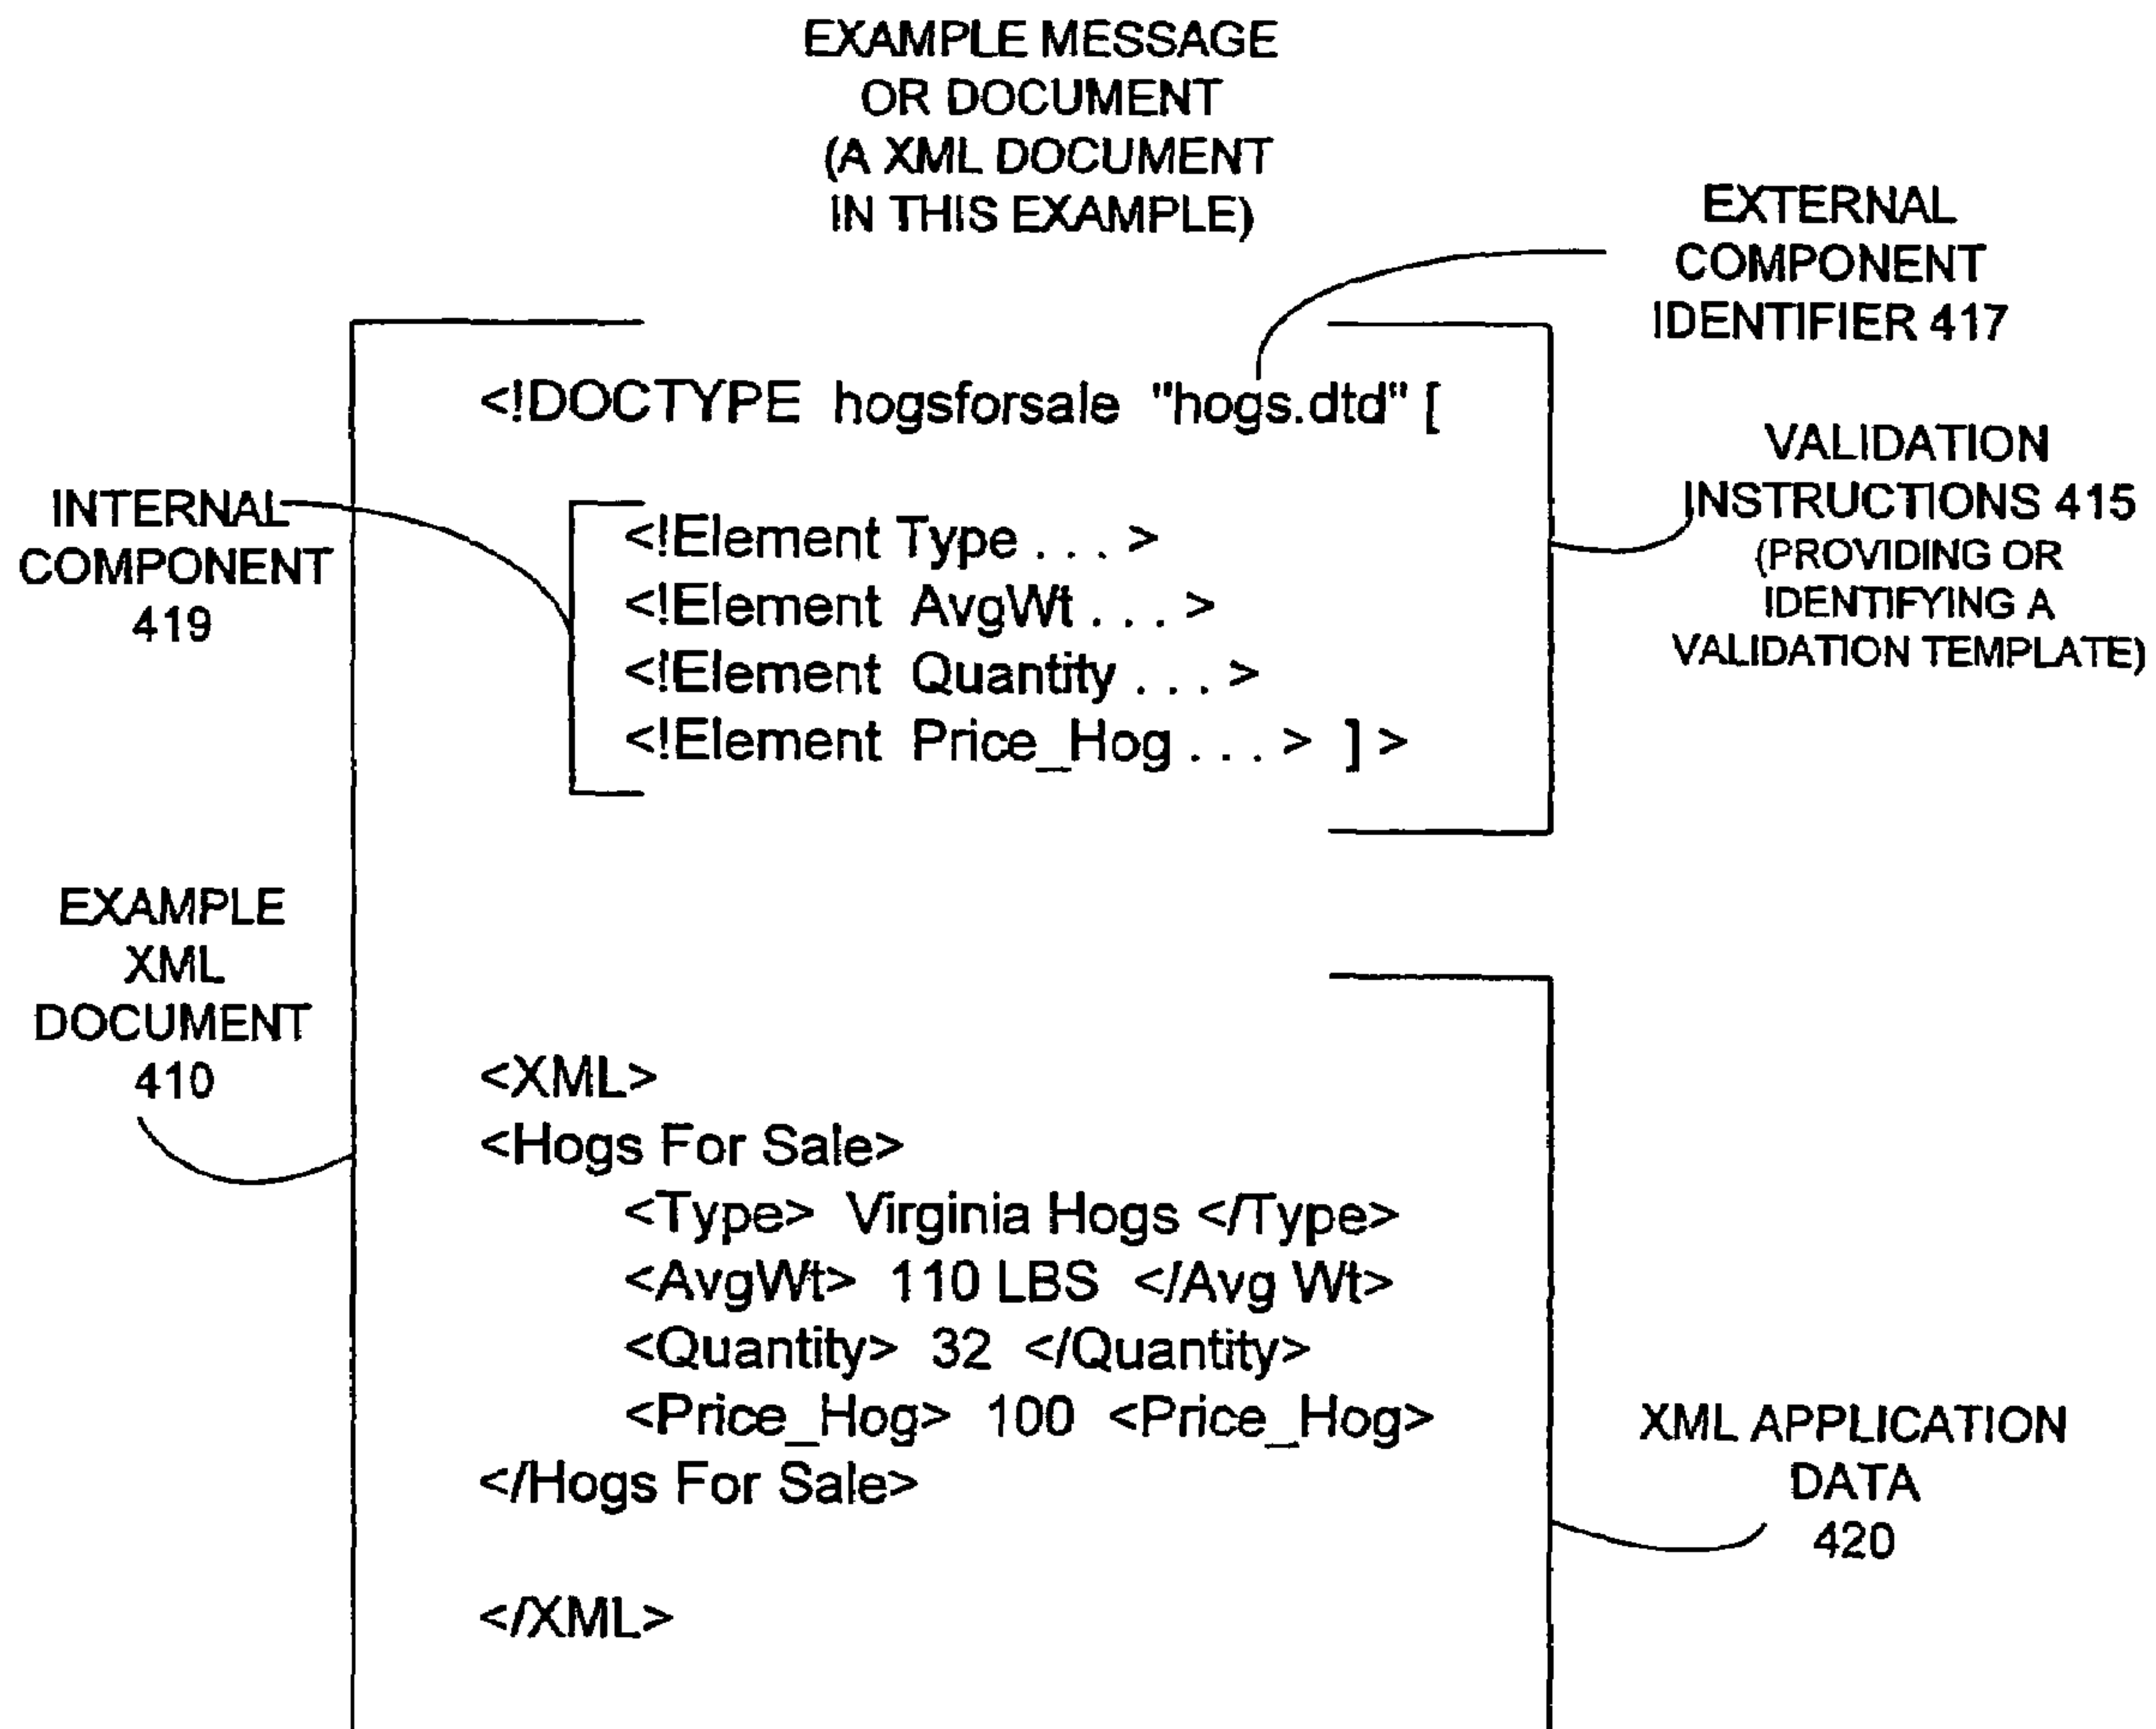 EXAMPLE MESSAGE
OR DOCUMENT
(A XML DOCUMENT
IN THIS EXAMPLE)
EXTERNAL
COMPONENT
IDENTIFIER 417
<!DOCTYPE hogsforsale "hogs.dtd" [
VALIDATION
INSTRUCTIONS 415
(PROVIDING OR
IDENTIFYING A
VALIDATION TEMPLATE)
INTERNAL
COMPONENT
419
<!Element Type . . . >
<!Element AvgWt . . . >
<!Element Quantity . . . >
<!Element Price_Hog . . . > ] >
EXAMPLE
XML
DOCUMENT
410
<XML>
<Hogs For Sale>
<Type> Virginia Hogs </Type>
<AvgWt> 110 LBS </Avg Wt>
<Quantity> 32 </Quantity>
<Price_Hog> 100 <Price_Hog>
</Hogs For Sale>
</XML>
XML APPLICATION
DATA
420